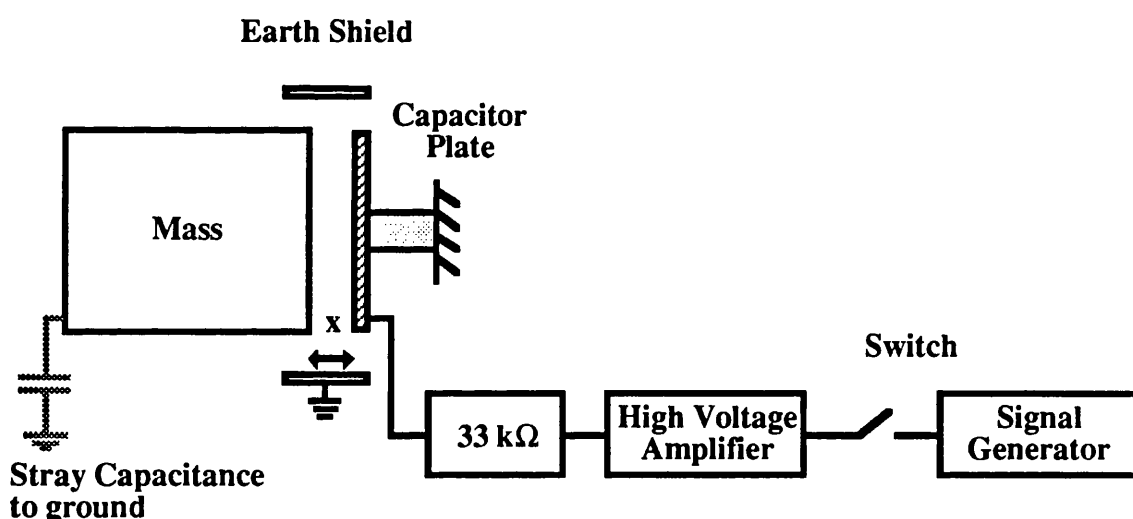 Earth Shield
Capacitor
Plate
Mass
x
Switch
33 kΩ
High Voltage
Amplifier
Signal
Generator
Stray Capacitance
to ground